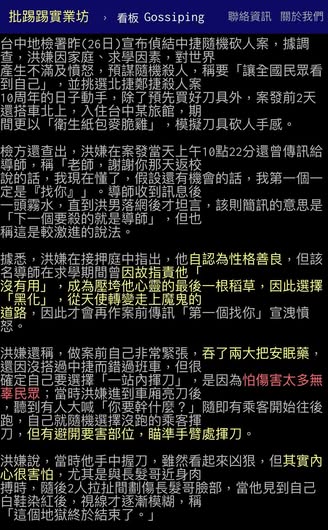 批踢踢實業坊 › 看板 Gossiping 聯絡資訊 關於我們
台中地檢署昨(26日)宣布偵結中捷隨機砍人案，據調
查，洪嫌因家庭、求學因素，對世界
產生不滿及憤怒，預謀隨機殺人，稱要「讓全國民眾看
到自己」，並挑選北捷鄭捷殺人案
10周年的日子動手，除了預先買好刀具外，案發前2天
還搭車北上，入住台中某旅館，期
間更以「衛生紙包麥脆雞」，模擬刀具砍人手感。
檢方還查出，洪嫌在案發當天上午10點22分還曾傳訊給
導師，稱「老師，謝謝你那天返校
說的話，我現在懂了，假設還有機會的話，我第一個一
定是『找你』」。導師收到訊息後
一頭霧水，直到洪男落網後才坦言，該則簡訊的意思是
「下一個要殺的就是導師」，但也
稱這是較激進的說法。
據悉，洪嫌在接押庭中指出，他自認為性格善良，但該
名導師在求學期間曾因故指責他「
沒有用」，成為壓垮他心靈的最後一根稻草，因此選擇
「黑化」，從天使轉變走上魔鬼的
道路，因此才會再作案前傳訊「第一個找你」宣洩憤
怒。
洪嫌還稱，做案前自己非常緊張，吞了兩大把安眠藥，
還因沒搭過中捷而錯過班車，但很
確定自己要選擇「一站內揮刀」，是因為怕傷害太多無
辜民眾；當時洪嫌進到車廂亮刀後
，聽到有人大喊「你要幹什麼？」隨即有乘客開始往後
跑，自己就隨機選擇沒跑的乘客揮
刀，但有避開要害部位，瞄準手臂處揮刀。
洪嫌說，當時他手中握刀，雖然看起來凶狠，但其實內
心很害怕，尤其是與長髮哥近身肉
搏時，隨後2人拉扯間劃傷長髮哥臉部，當他見到自己
白鞋染紅後，視線才逐漸模糊，稱
「這個地獄終於結束了。」